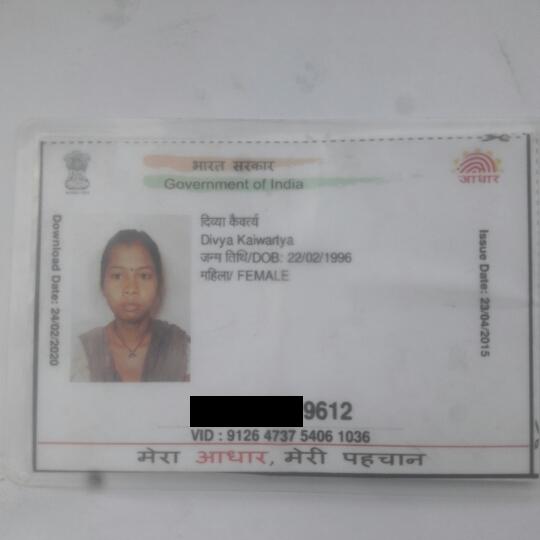 भारत सरकार
Government of India
आधार
Download Date: 24/02/2020
दिव्या कैवर्त्य
Divya Kaiwartya
जन्म तिथि/DOB: 22/02/1996
महिला/ FEMALE
Issue Date: 23/04/2015
9612
VID : 9126 4737 5406 1036
मेरा आधार, मेरी पहचान